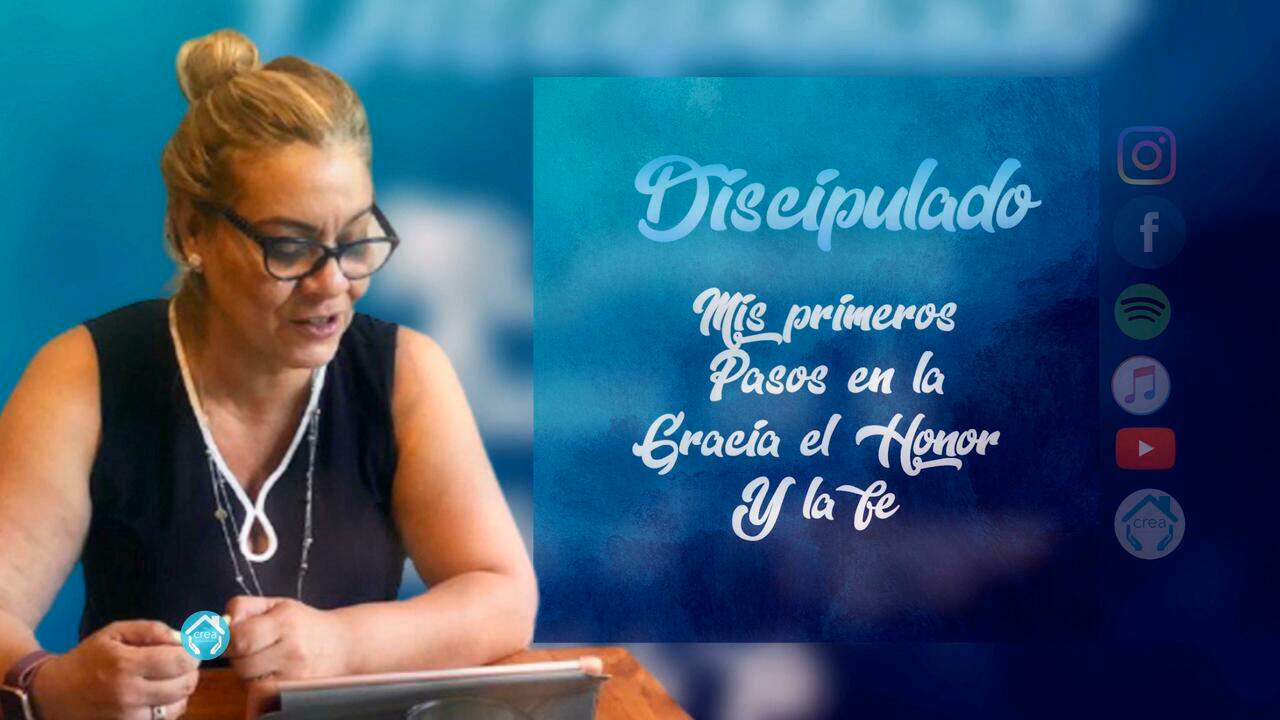 Discipulado
Mis primeros
Pasos en la
Gracia el Honor
Y la fe
crea
crea